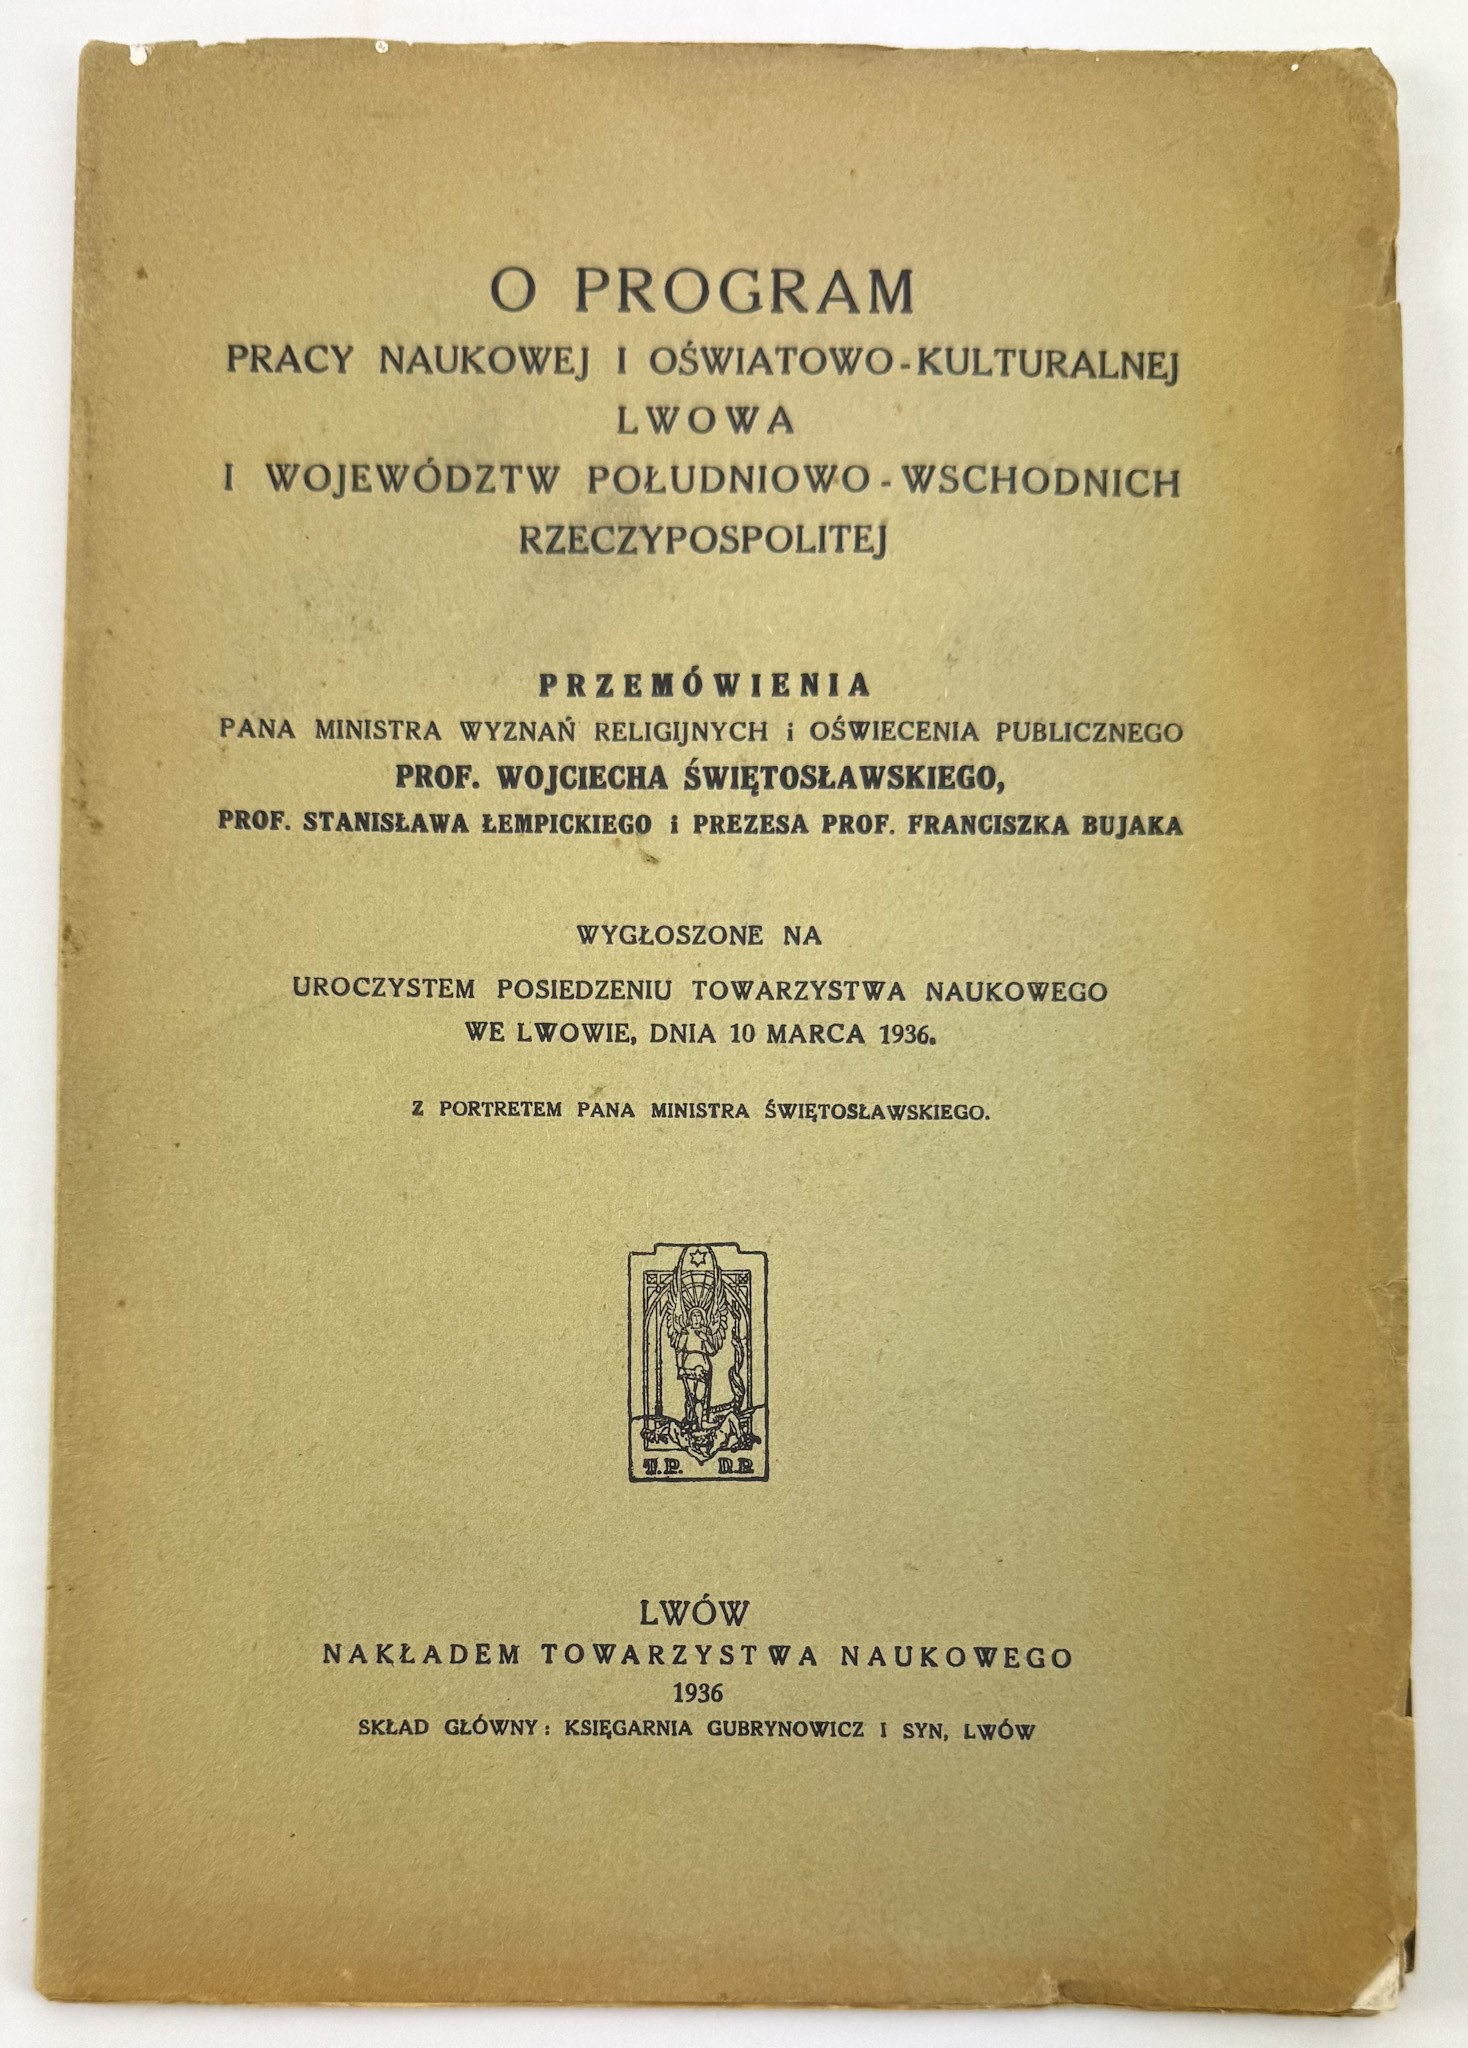 O PROGRAM
PRACY NAUKOWEJ I OŚWIATOWO-KULTURALNEJ
LWOWA
I WOJEWÓDZTW POŁUDNIOWO-WSCHODNICH
RZECZYPOSPOLITEJ
PRZEMÓWIENIA
PANA MINISTRA WYZNAŃ RELIGIJNYCH i OŚWIECENIA PUBLICZNEGO
PROF. WOJCIECHA ŚWIĘTOSŁAWSKIEGO,
PROF. STANISŁAWA ŁEMPICKIEGO i PREZESA PROF. FRANCISZKA BUJAKA
WYGŁOSZONE NA
UROCZYSTEM POSIEDZENIU TOWARZYSTWA NAUKOWEGO
WE LWOWIE, DNIA 10 MARCA 1936.
Z PORTRETEM PANA MINISTRA ŚWIĘTOSŁAWSKIEGO.
LWÓW
NAKŁADEM TOWARZYSTWA NAUKOWEGO
1936
SKŁAD GŁÓWNY: KSIĘGARNIA GUBRYNOWICZ I SYN, LWÓW